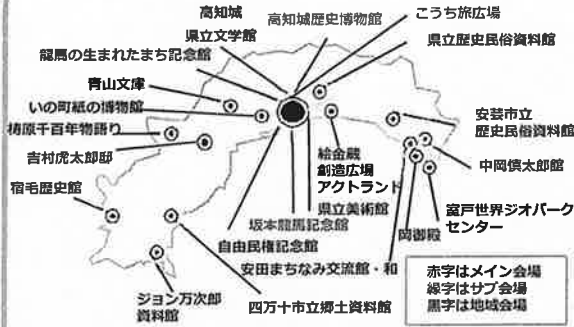 高知城
高知城歴史博物館
こうち旅広場
県立文学館
県立歴史民俗資料館
龍馬の生まれたまち記念館
青山文庫
いの町紙の博物館
安芸市立
歴史民俗資料館
梼原千百年物語り
吉村虎太郎邸
絵金蔵
創造広場
アクトランド
中岡慎太郎館
宿毛歴史館
県立美術館
室戸世界ジオパーク
センター
坂本龍馬記念館
岡御殿
自由民権記念館
安田まちなみ交流館・和
ジョン万次郎
資料館
四万十市立郷土資料館
赤字はメイン会場
緑字はサブ会場
黒字は地域会場